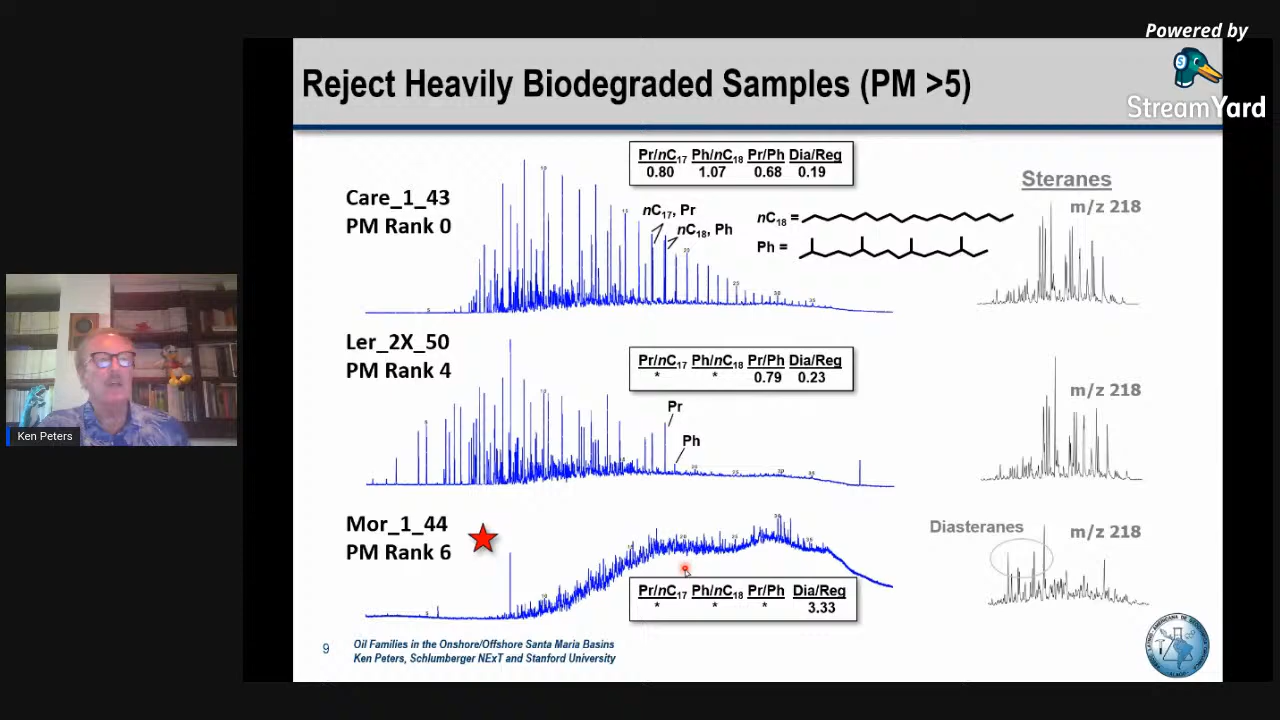 Powered by
StreamYard
Reject Heavily Biodegraded Samples (PM >5)
Care_1_43
PM Rank 0
Pr/nC17 Ph/nC18 Pr/Ph Dia/Reg
0.80 1.07 0.68 0.19
nC17, Pr
nC18, Ph
nC18 =
Ph =
Steranes
m/z 218
Ler_2X_50
PM Rank 4
Pr/nC17 Ph/nC18 Pr/Ph Dia/Reg
* * 0.79 0.23
Pr
Ph
m/z 218
Mor_1_44
PM Rank 6
Pr/nC17 Ph/nC18 Pr/Ph Dia/Reg
* * * 3.33
Diasteranes
m/z 218
9
Oil Families in the Onshore/Offshore Santa Maria Basins
Ken Peters, Schlumberger NExT and Stanford University
Ken Peters